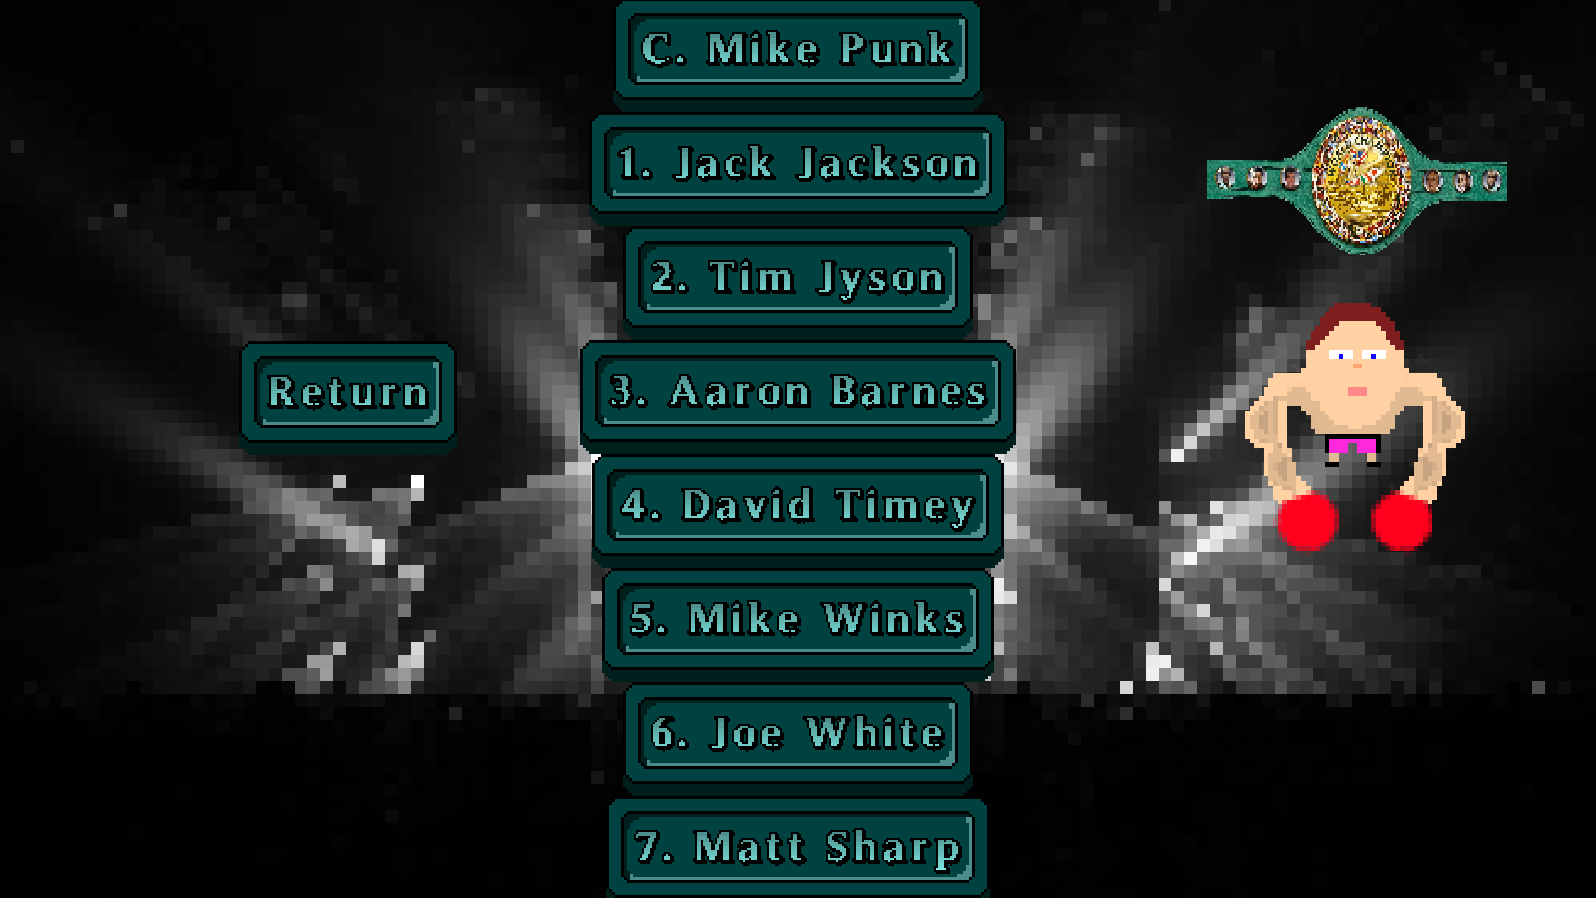 C. Mike Punk
1. Jack Jackson
2. Tim Jyson
Return
3. Aaron Barnes
4. David Timey
5. Mike Winks
6. Joe White
7. Matt Sharp